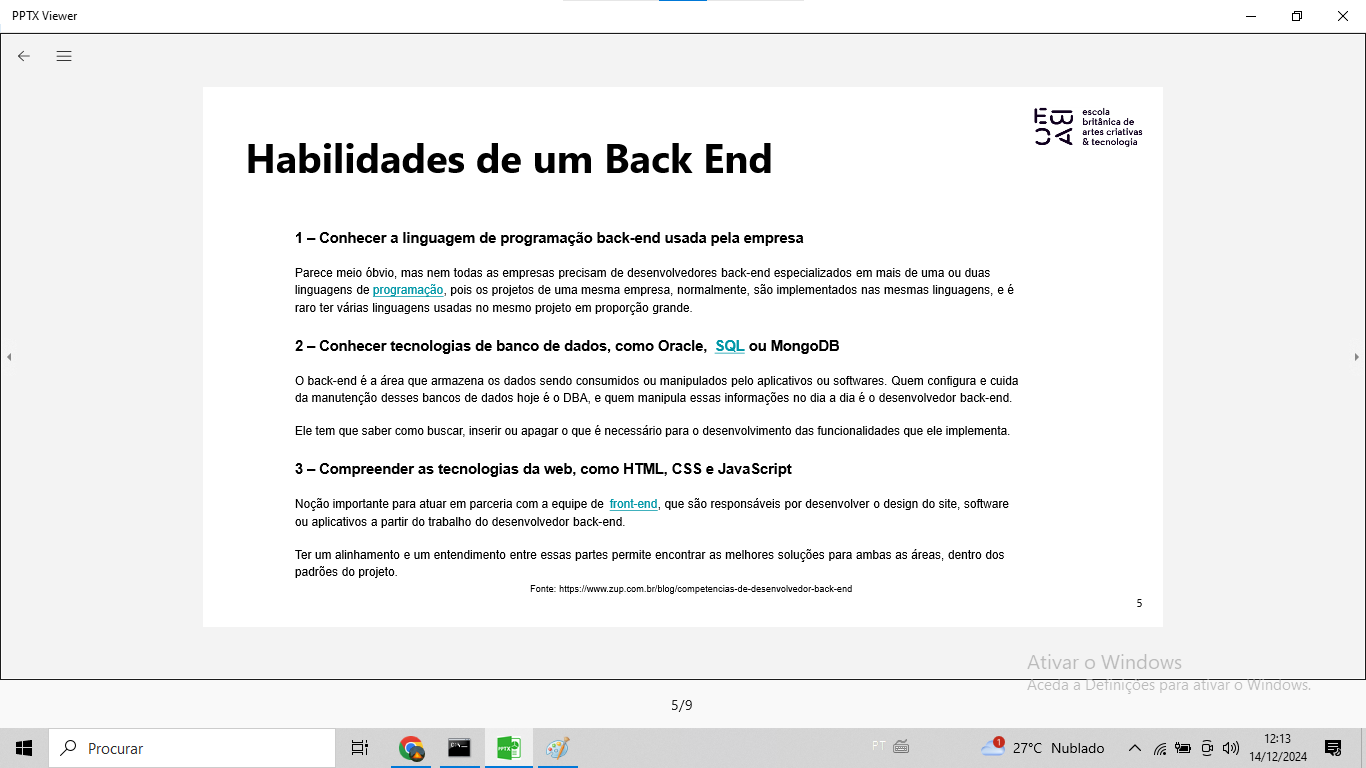 PPTX Viewer
escola
britânica de
artes criativas
& tecnologia
Habilidades de um Back End
1 – Conhecer a linguagem de programação back-end usada pela empresa
Parece meio óbvio, mas nem todas as empresas precisam de desenvolvedores back-end especializados em mais de uma ou duas
linguagens de programação, pois os projetos de uma mesma empresa, normalmente, são implementados nas mesmas linguagens, e é
raro ter várias linguagens usadas no mesmo projeto em proporção grande.
2 – Conhecer tecnologias de banco de dados, como Oracle, SQL ou MongoDB
O back-end é a área que armazena os dados sendo consumidos ou manipulados pelo aplicativos ou softwares. Quem configura e cuida
da manutenção desses bancos de dados hoje é o DBA, e quem manipula essas informações no dia a dia é o desenvolvedor back-end.
Ele tem que saber como buscar, inserir ou apagar o que é necessário para o desenvolvimento das funcionalidades que ele implementa.
3 – Compreender as tecnologias da web, como HTML, CSS e JavaScript
Noção importante para atuar em parceria com a equipe de front-end, que são responsáveis por desenvolver o design do site, software
ou aplicativos a partir do trabalho do desenvolvedor back-end.
Ter um alinhamento e um entendimento entre essas partes permite encontrar as melhores soluções para ambas as áreas, dentro dos
padrões do projeto.
Fonte: https://www.zup.com.br/blog/competencias-de-desenvolvedor-back-end
5
Ativar o Windows
Aceda a Definições para ativar o Windows.
5/9
Procurar
PT
1
27°C Nublado
12:13
14/12/2024